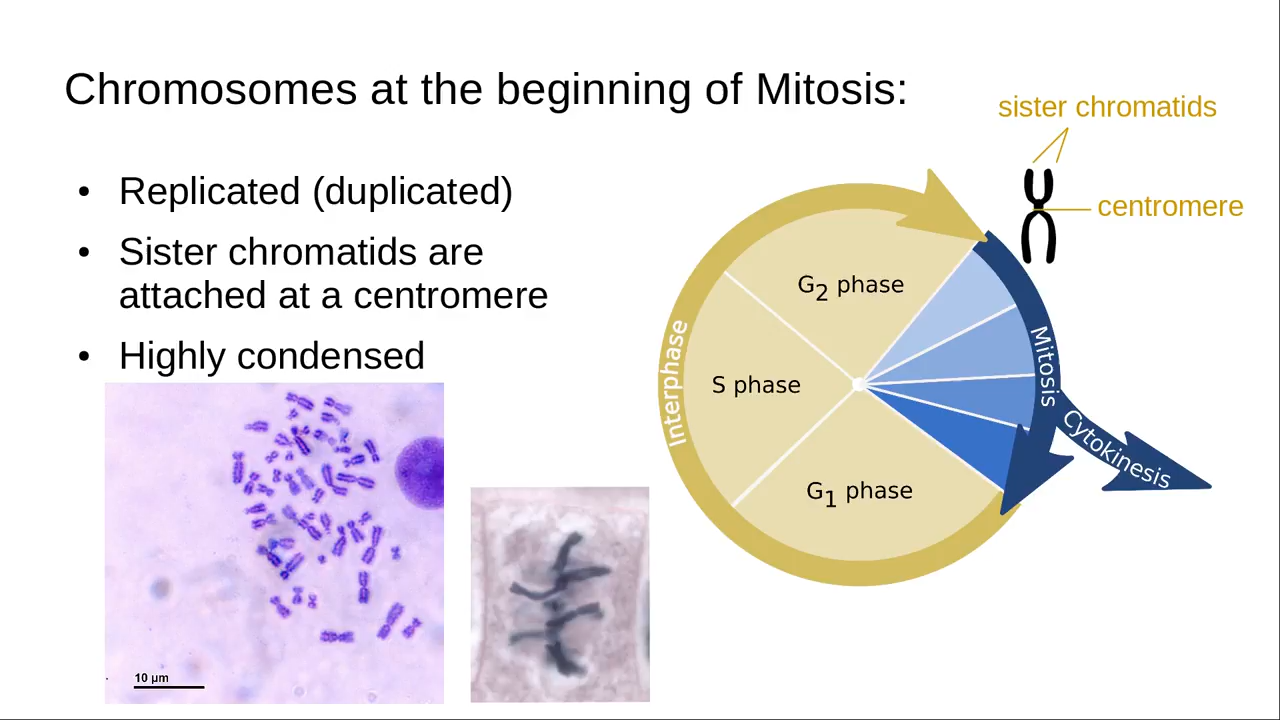 Chromosomes at the beginning of Mitosis:
sister chromatids
• Replicated (duplicated)
centromere
• Sister chromatids are
attached at a centromere
• Highly condensed
G2 phase
S phase
G1 phase
Interphase
Mitosis
Cytokinesis
10 µm